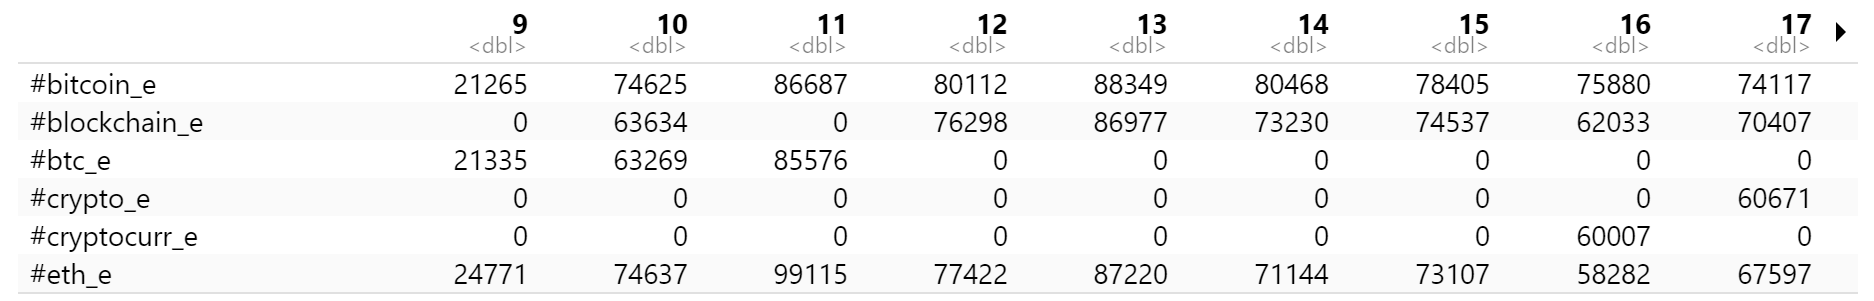 9 10 11 12 13 14 15 16 17
<dbl> <dbl> <dbl> <dbl> <dbl> <dbl> <dbl> <dbl> <dbl>
#bitcoin_e 21265 74625 86687 80112 88349 80468 78405 75880 74117
#blockchain_e 0 63634 0 76298 86977 73230 74537 62033 70407
#btc_e 21335 63269 85576 0 0 0 0 0 0
#crypto_e 0 0 0 0 0 0 0 0 60671
#cryptocurr_e 0 0 0 0 0 0 0 60007 0
#eth_e 24771 74637 99115 77422 87220 71144 73107 58282 67597